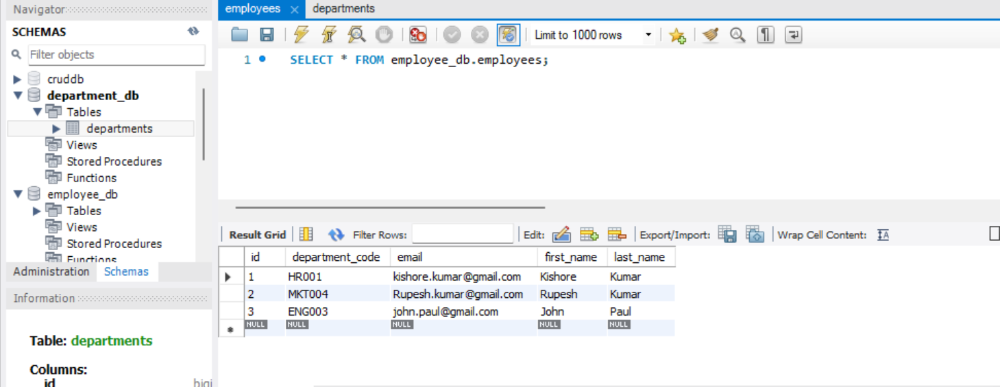 Navigator
SCHEMAS
Filter objects
cruddb
department_db
Tables
departments
Views
Stored Procedures
Functions
employee_db
Tables
Views
Stored Procedures
Functions
Administration Schemas
Information
Table: departments
Columns:
id bigi
employees departments
Limit to 1000 rows
1 SELECT * FROM employee_db.employees;
Result Grid Filter Rows: Edit: Export/Import: Wrap Cell Content: IA
id department_code email first_name last_name
1 HR001 kishore.kumar@gmail.com Kishore Kumar
2 MKT004 Rupesh.kumar@gmail.com Rupesh Kumar
3 ENG003 john.paul@gmail.com John Paul
NULL NULL NULL NULL NULL